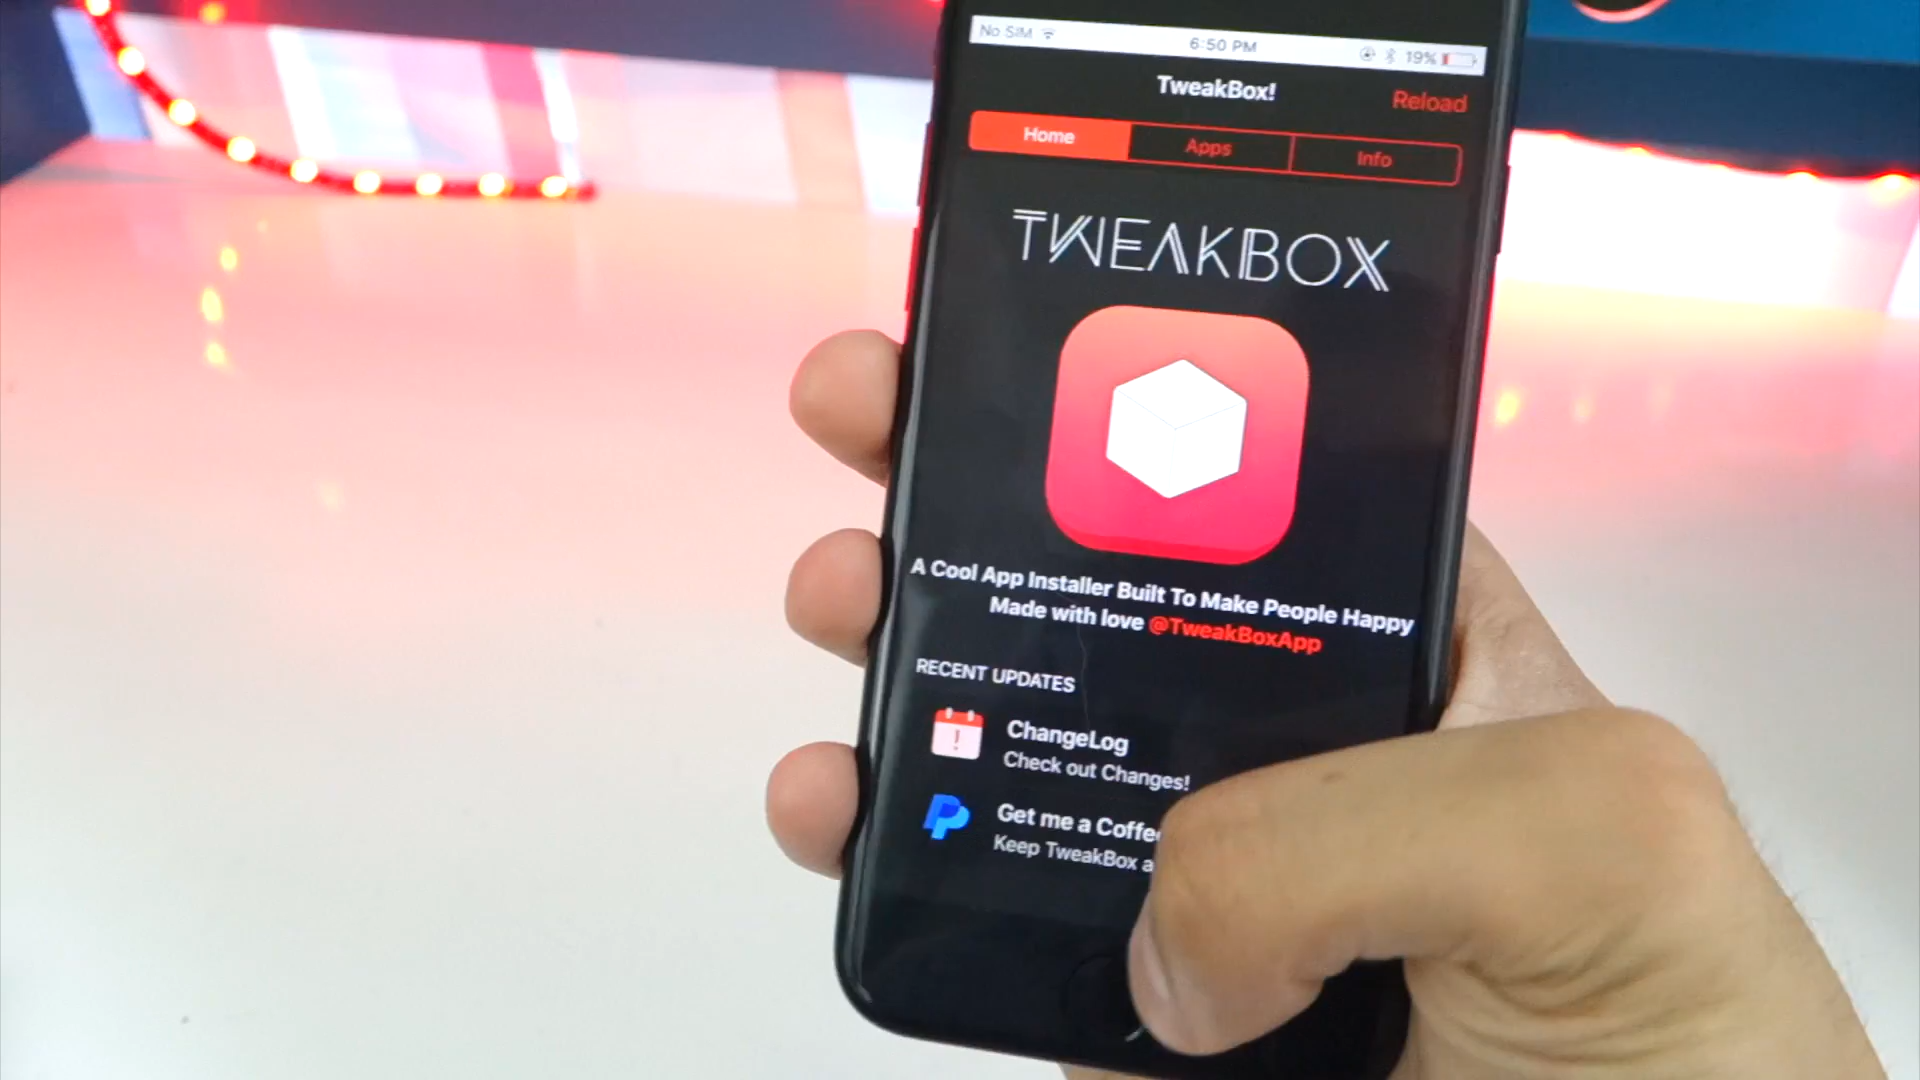 No SIM 6:50 PM 19%
TweakBox!
Reload
Home Apps Info
TWEAKBOX
A Cool App Installer Built To Make People Happy
Made with love @TweakBoxApp
RECENT UPDATES
ChangeLog
Check out Changes!
Get me a Coffe
Keep TweakBox a